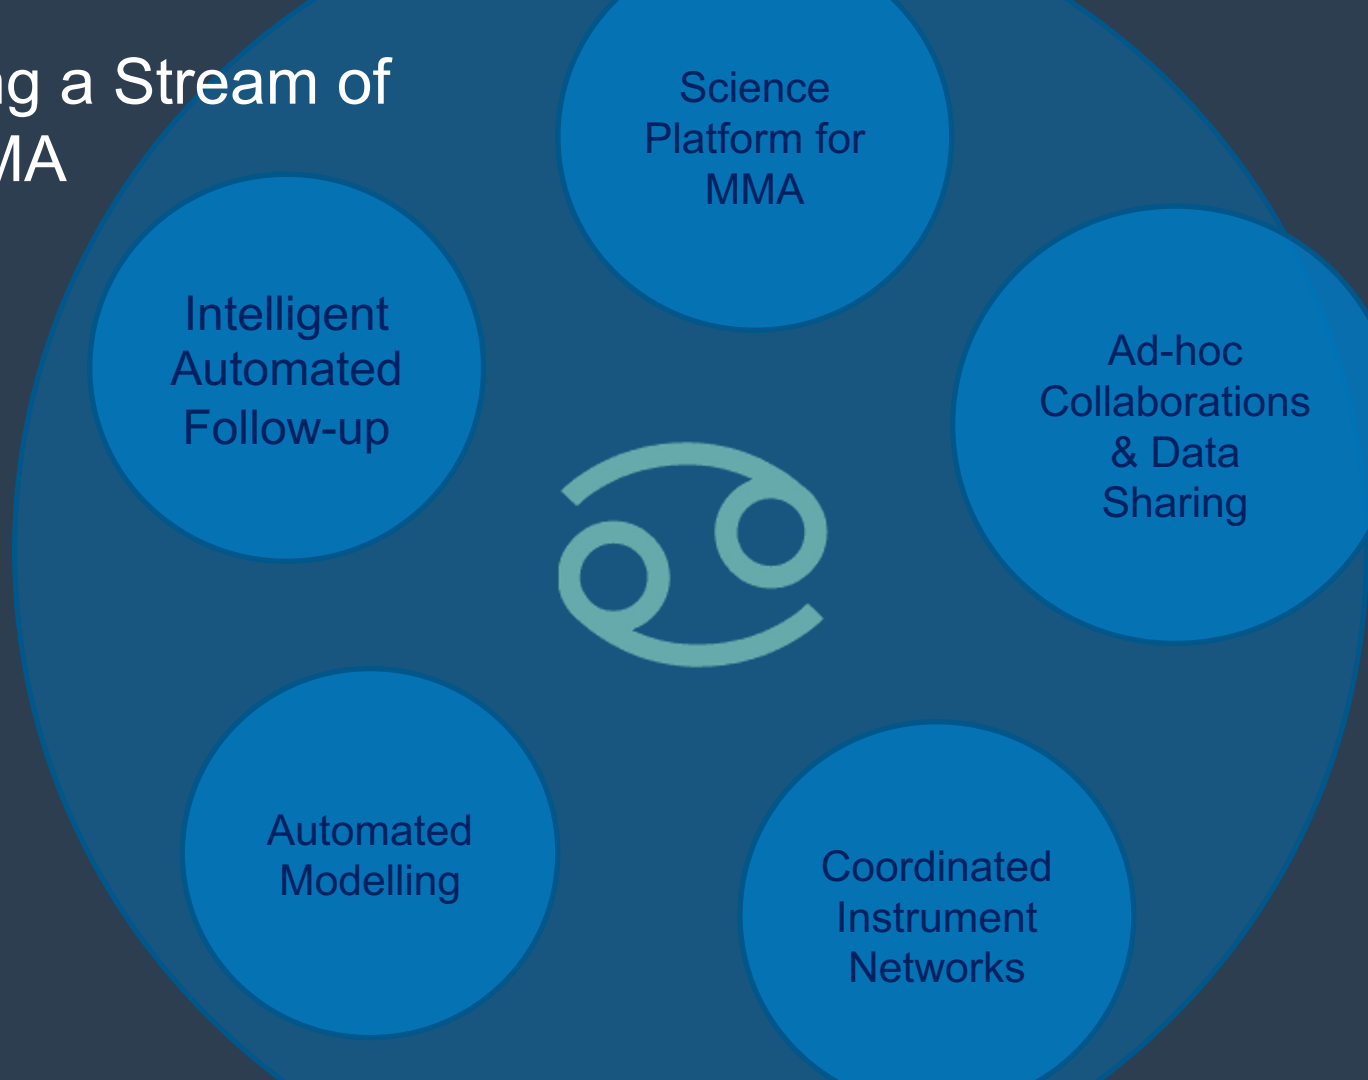 ng a Stream of
MA
Science
Platform for
MMA
Intelligent
Automated
Follow-up
Ad-hoc
Collaborations
& Data
Sharing
Automated
Modelling
Coordinated
Instrument
Networks